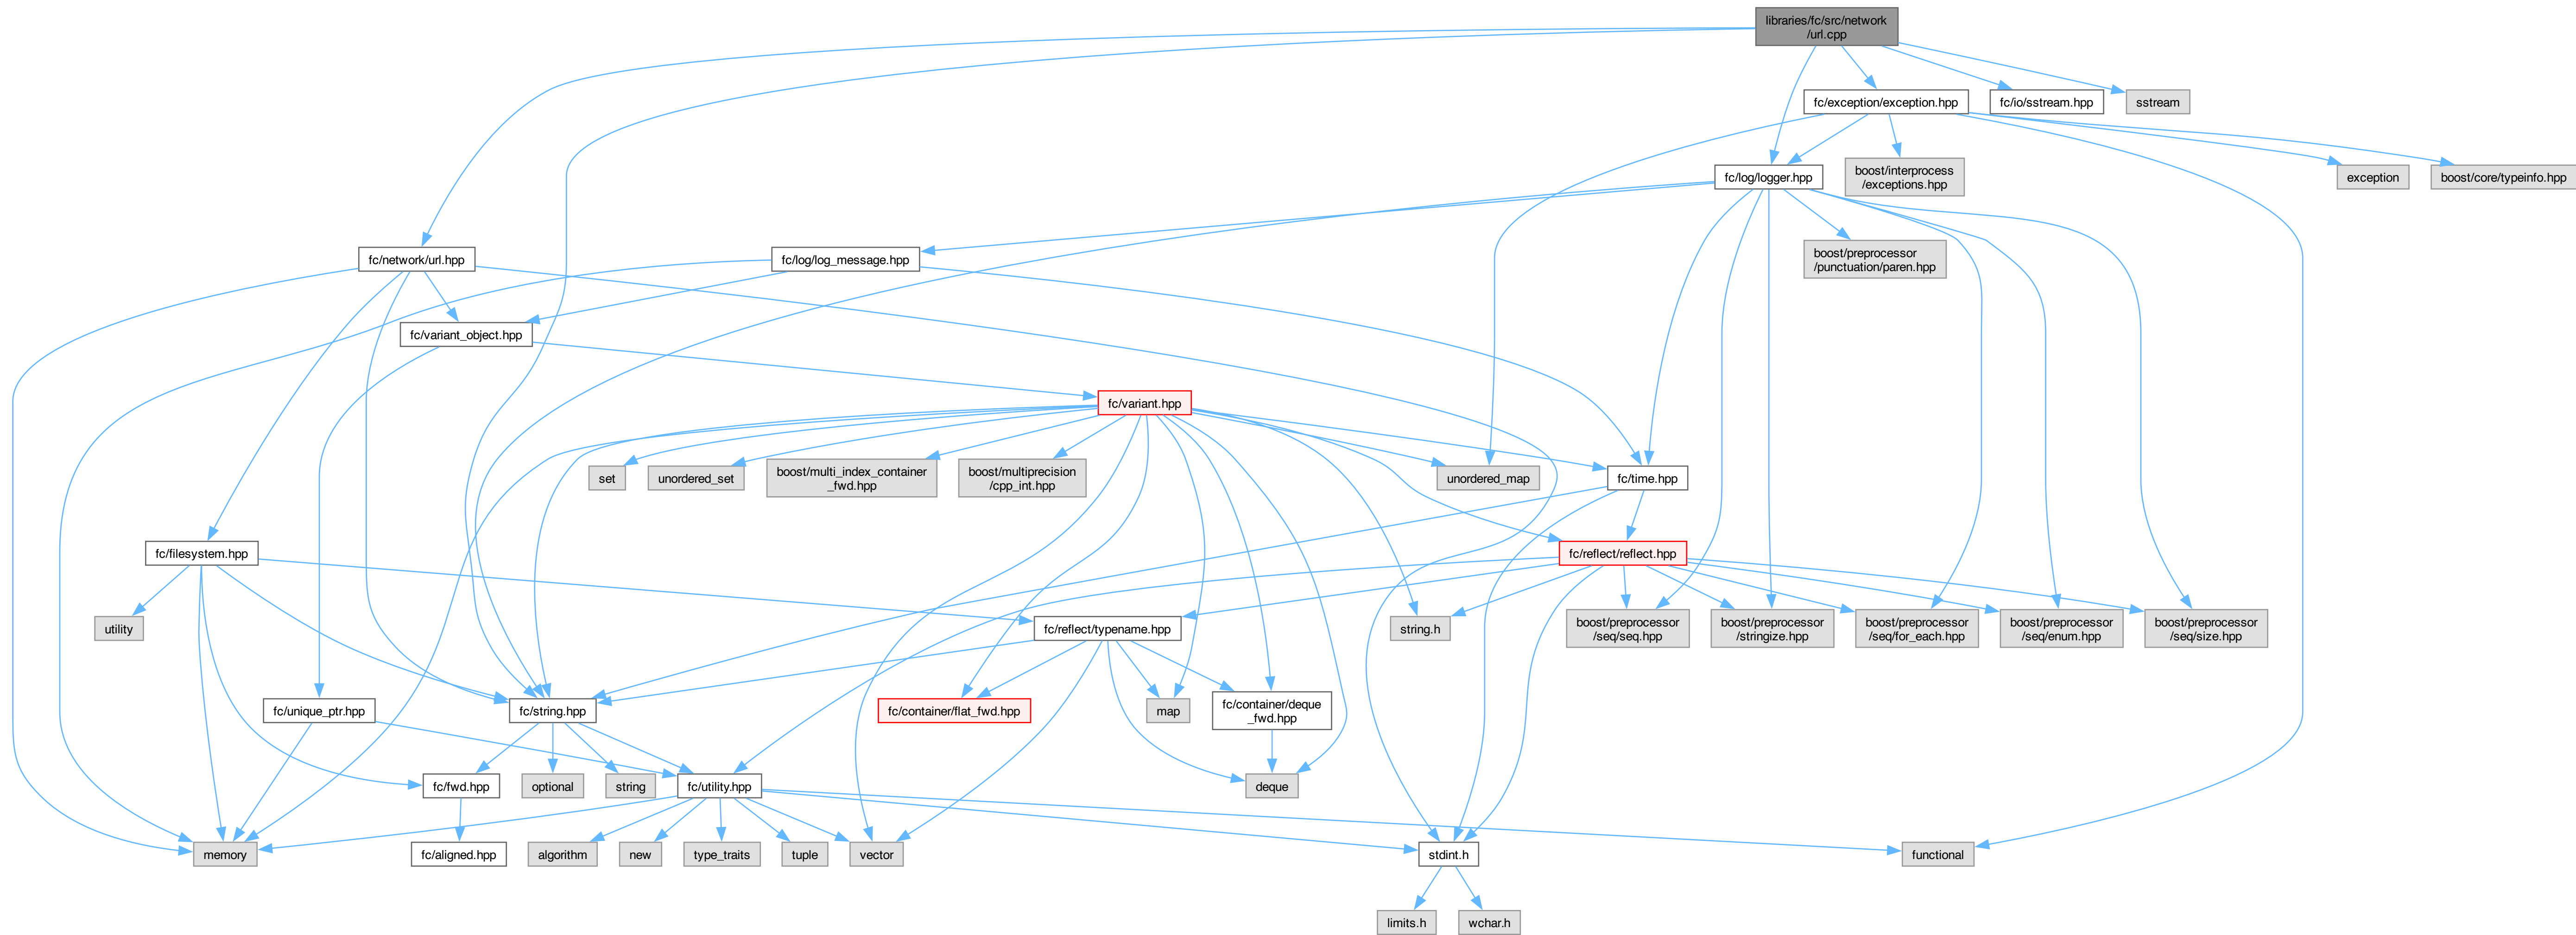 libraries/fc/src/network
/url.cpp
fc/exception/exception.hpp
fc/io/sstream.hpp
sstream
fc/log/logger.hpp
boost/interprocess
/exceptions.hpp
exception
boost/core/typeinfo.hpp
fc/network/url.hpp
fc/log/log_message.hpp
boost/preprocessor
/punctuation/paren.hpp
fc/variant_object.hpp
fc/variant.hpp
set
unordered_set
boost/multi_index_container
_fwd.hpp
boost/multiprecision
/cpp_int.hpp
unordered_map
fc/time.hpp
fc/filesystem.hpp
fc/reflect/reflect.hpp
utility
fc/reflect/typename.hpp
string.h
boost/preprocessor
/seq/seq.hpp
boost/preprocessor
/stringize.hpp
boost/preprocessor
/seq/for_each.hpp
boost/preprocessor
/seq/enum.hpp
boost/preprocessor
/seq/size.hpp
fc/unique_ptr.hpp
fc/string.hpp
fc/container/flat_fwd.hpp
map
fc/container/deque
_fwd.hpp
fc/fwd.hpp
optional
string
fc/utility.hpp
deque
memory
fc/aligned.hpp
algorithm
new
type_traits
tuple
vector
stdint.h
functional
limits.h
wchar.h